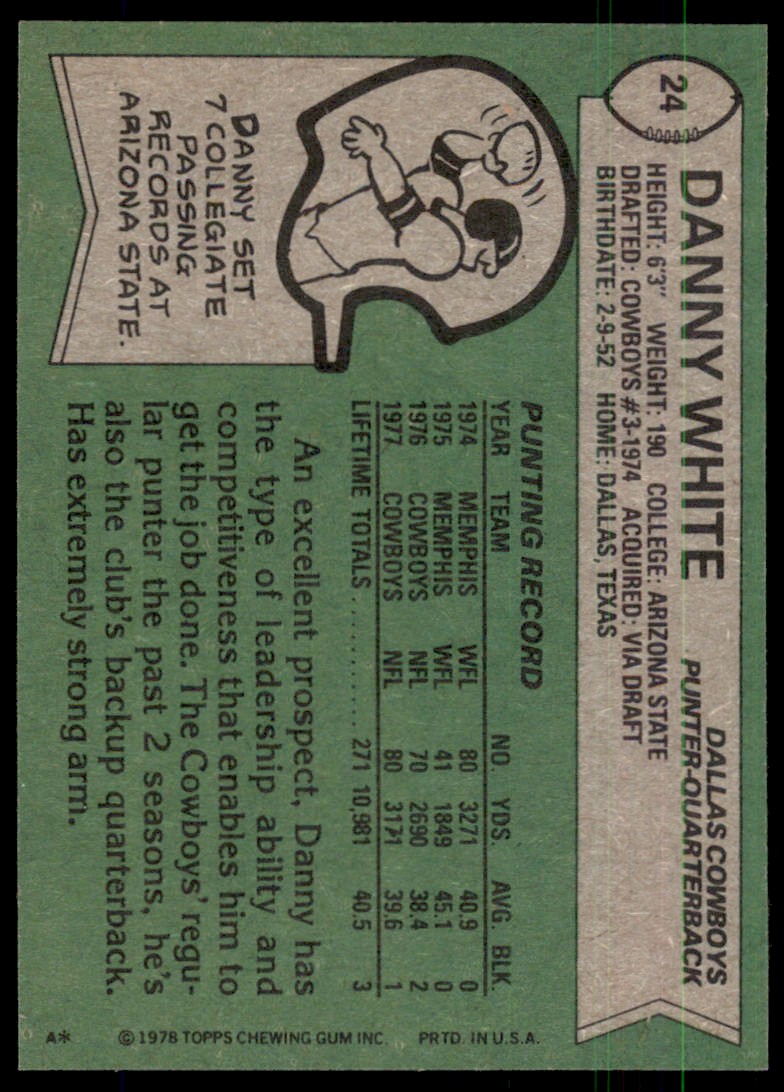 24
DANNY WHITE
DALLAS COWBOYS
PUNTER-QUARTERBACK
HEIGHT: 6'3" WEIGHT: 190 COLLEGE: ARIZONA STATE
DRAFTED: COWBOYS #3-1974 ACQUIRED: VIA DRAFT
BIRTHDATE: 2-9-52 HOME: DALLAS, TEXAS
DANNY SET
7 COLLEGIATE
PASSING
RECORDS AT
ARIZONA STATE.
PUNTING RECORD
YEAR TEAM NO. YDS. AVG. BLK.
1974 MEMPHIS WFL 80 3271 40.9 0
1975 MEMPHIS WFL 41 1849 45.1 0
1976 COWBOYS NFL 70 2690 38.4 2
1977 COWBOYS NFL 80 3171 39.6 1
LIFETIME TOTALS ........... 271 10,981 40.5 3
An excellent prospect, Danny has
the type of leadership ability and
competitiveness that enables him to
get the job done. The Cowboys' regu-
lar punter the past 2 seasons, he's
also the club's backup quarterback.
Has extremely strong arm.
A* © 1978 TOPPS CHEWING GUM INC. PRTD. IN U.S.A.